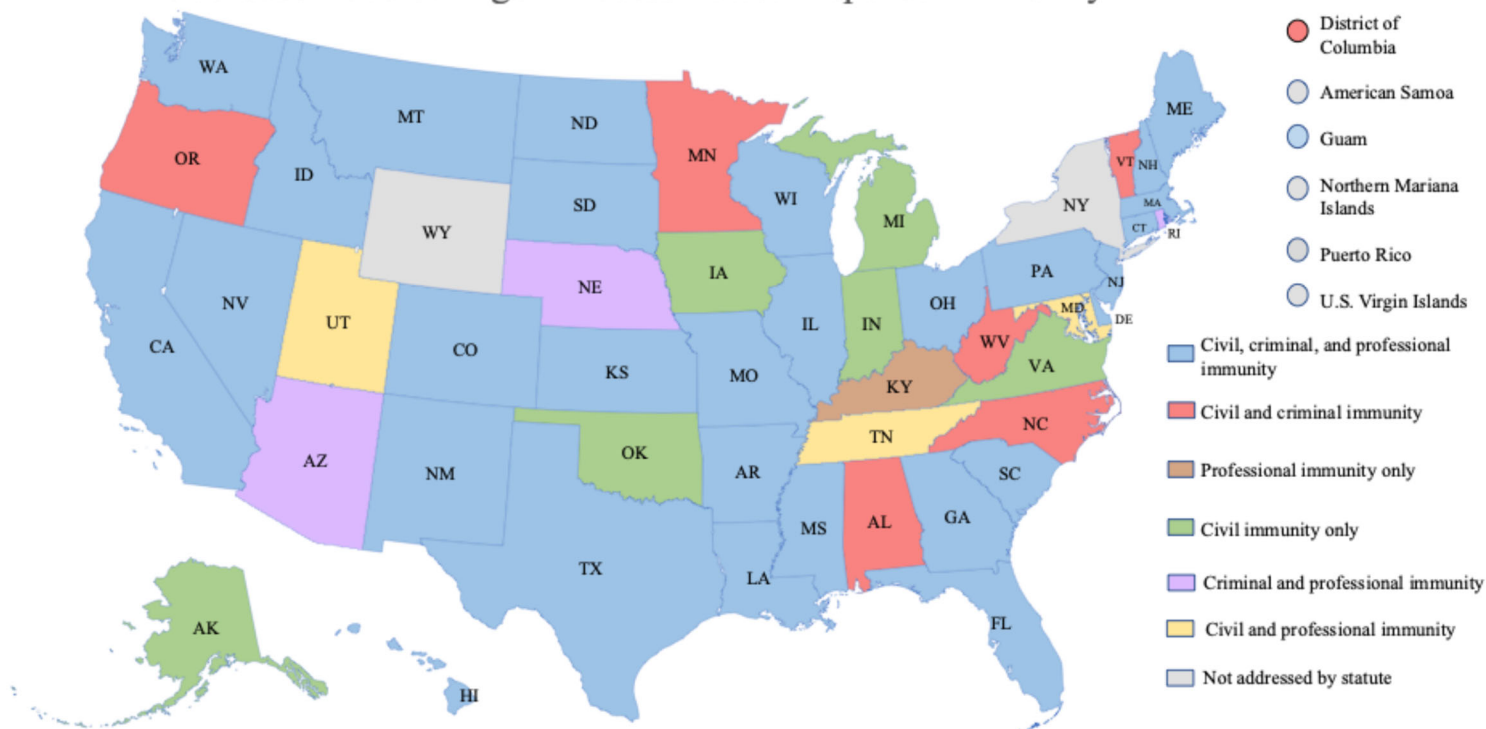 WA
MT
ND
MN
ME
OR
ID
SD
WI
VT
NH
WY
MI
NY
MA
CT
RI
IA
NE
PA
NV
UT
OH
NJ
IL
IN
MD
DE
CA
CO
WV
KS
MO
VA
KY
NC
TN
AZ
OK
NM
AR
SC
MS
AL
GA
TX
LA
FL
AK
HI
District of
Columbia
American Samoa
Guam
Northern Mariana
Islands
Puerto Rico
U.S. Virgin Islands
Civil, criminal, and professional
immunity
Civil and criminal immunity
Professional immunity only
Civil immunity only
Criminal and professional immunity
Civil and professional immunity
Not addressed by statute